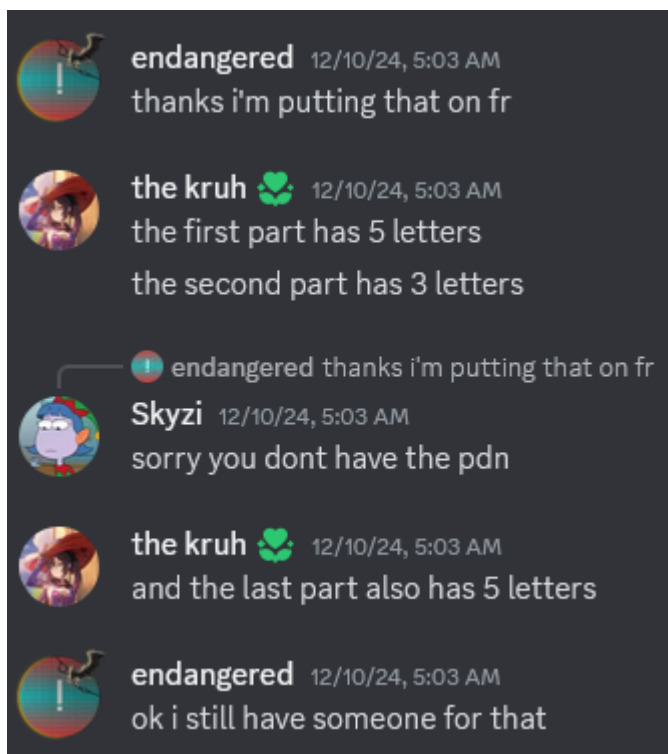 endangered 12/10/24, 5:03 AM
thanks i'm putting that on fr
the kruh 12/10/24, 5:03 AM
the first part has 5 letters
the second part has 3 letters
endangered thanks i'm putting that on fr
Skyzi 12/10/24, 5:03 AM
sorry you dont have the pdn
the kruh 12/10/24, 5:03 AM
and the last part also has 5 letters
endangered 12/10/24, 5:03 AM
ok i still have someone for that